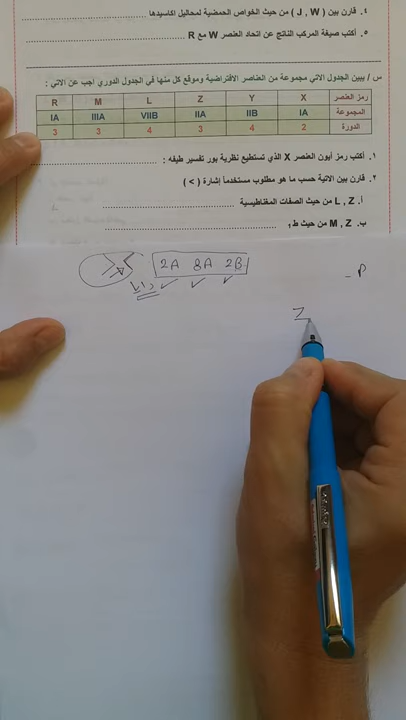 ٤. قارن بين ( J , W ) من حيث الخواص الحمضية لمحاليل اكاسيدها
٥. أكتب صيغة المركب الناتج عن اتحاد العنصر W مع R
س / يبين الجدول الاتي مجموعة من العناصر الافتراضية وموقع كل منها في الجدول الدوري اجب عن الاتي :
رمز العنصر X Y Z L M R
المجموعة IA IIB IIA VIIB IIIA IA
الدورة 2 4 3 4 3 3
١. أكتب رمز أيون العنصر X الذي تستطيع نظرية بور تفسير طيفه :
٢. قارن بين الاتية حسب ما هو مطلوب مستخدماً إشارة ( > )
أ. L , Z من حيث الصفات المغناطيسية
ب. M , Z من حيث ط١
2A 8A 2B
- P
Z